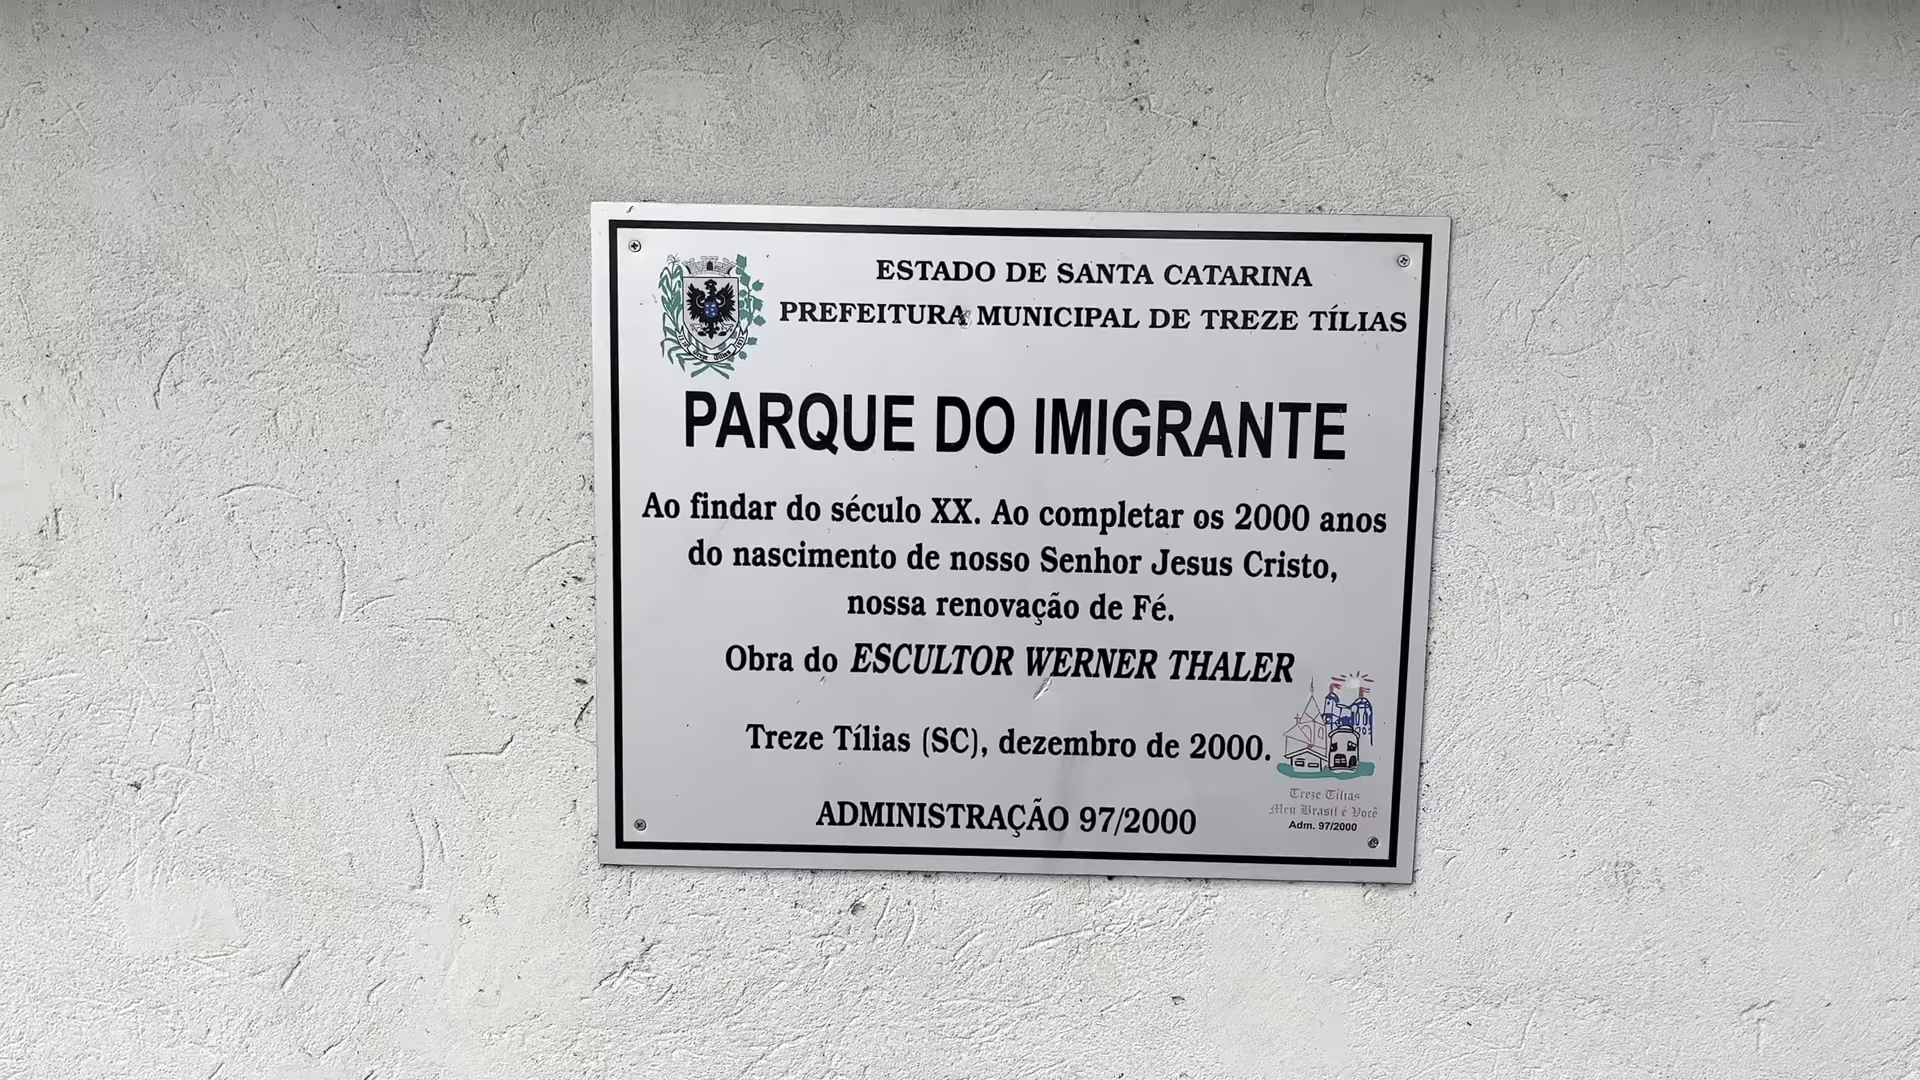 ESTADO DE SANTA CATARINA
PREFEITURA MUNICIPAL DE TREZE TÍLIAS
Treze Tílias
PARQUE DO IMIGRANTE
Ao findar do século XX. Ao completar os 2000 anos
do nascimento de nosso Senhor Jesus Cristo,
nossa renovação de Fé.
Obra do ESCULTOR WERNER THALER
Treze Tílias (SC), dezembro de 2000.
ADMINISTRAÇÃO 97/2000
Treze Tílias
Meu Brasil é Você
Adm. 97/2000